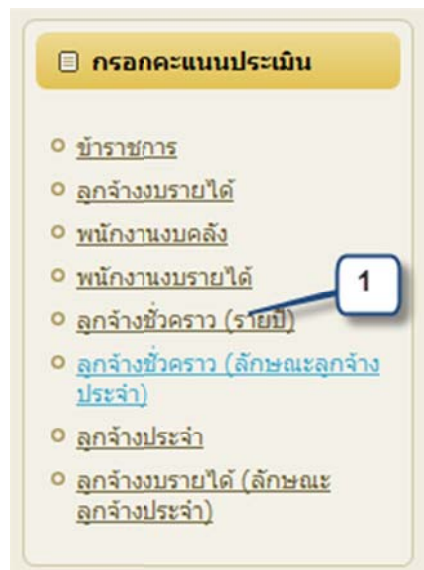 กรอกคะแนนประเมิน
ข้าราชการ
ลูกจ้างงบรายได้
พนักงานงบคลัง
พนักงานงบรายได้
1
ลูกจ้างชั่วคราว (รายปี)
ลูกจ้างชั่วคราว (ลักษณะลูกจ้าง
ประจำ)
ลูกจ้างประจำ
ลูกจ้างงบรายได้ (ลักษณะ
ลูกจ้างประจำ)